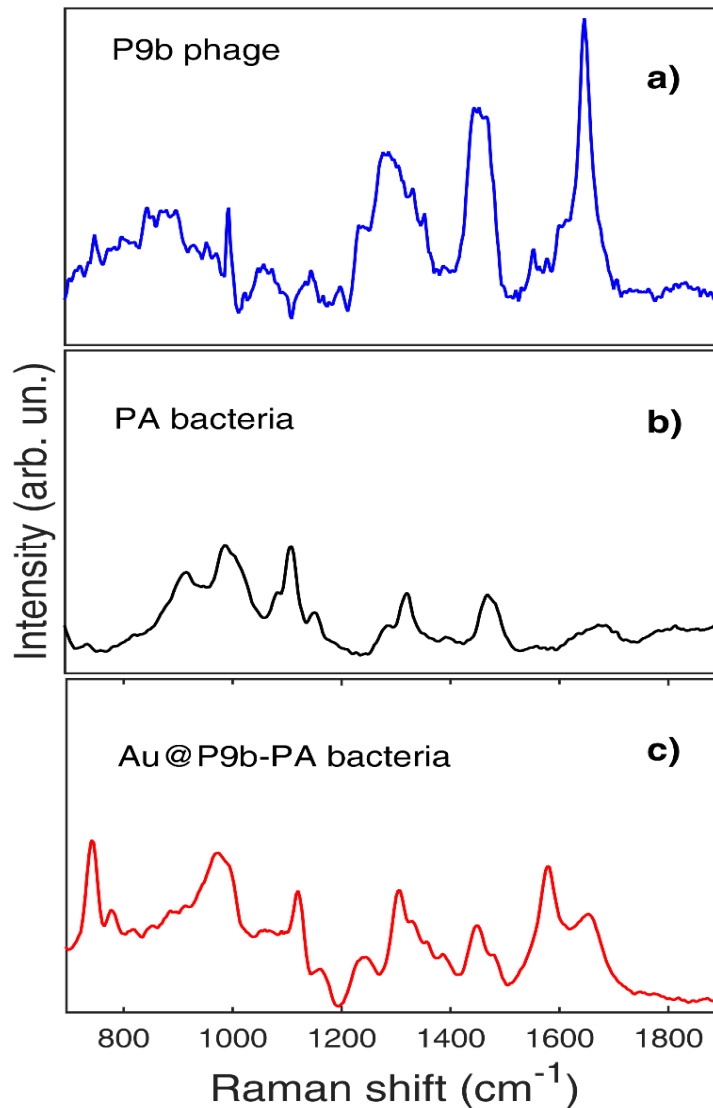 P9b phage
a)
PA bacteria
b)
Intensity (arb. un.)
Au@P9b-PA bacteria
c)
800 1000 1200 1400 1600 1800
Raman shift (cm⁻¹)